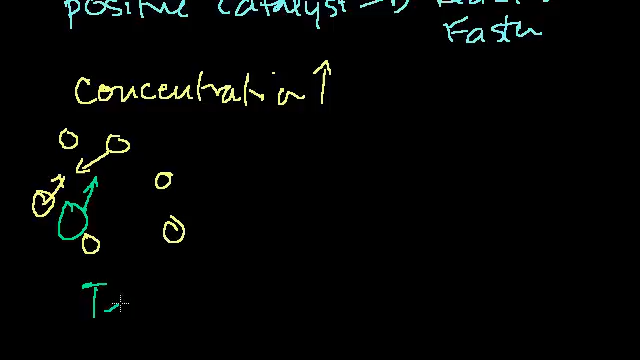 positive catalyst →
Faster
Concentration ↑
T